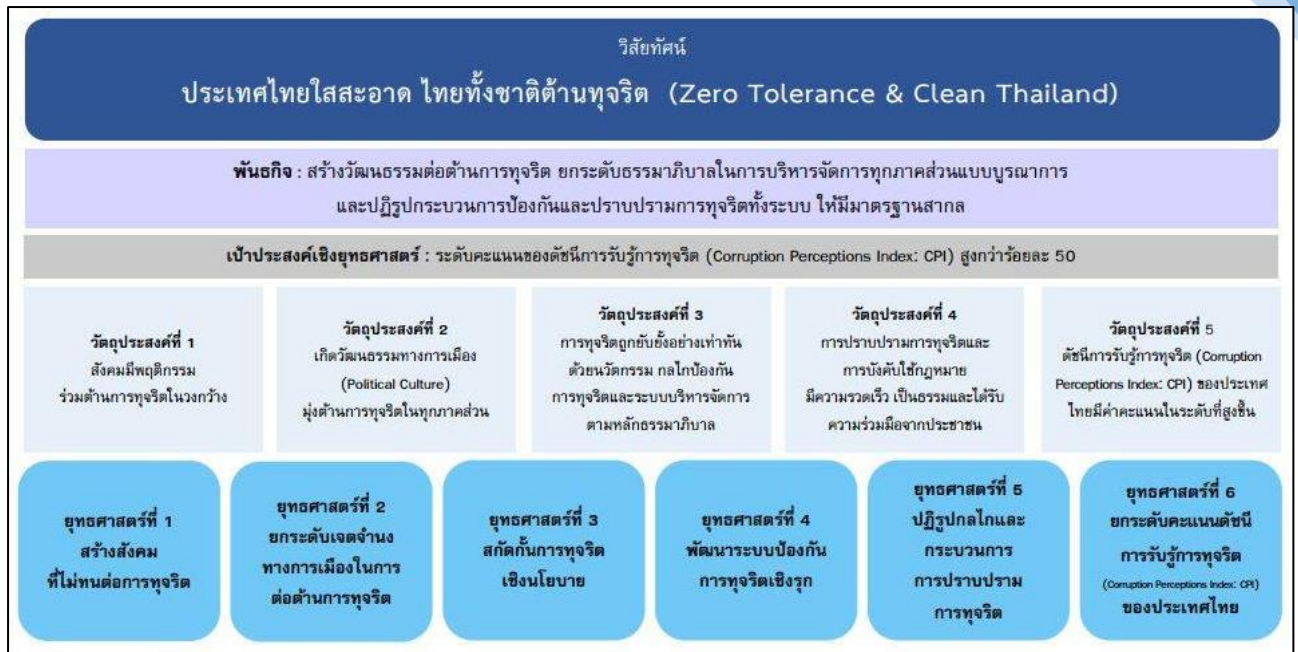 วิสัยทัศน์
ประเทศไทยใสสะอาด ไทยทั้งชาติต้านทุจริต (Zero Tolerance & Clean Thailand)
พันธกิจ : สร้างวัฒนธรรมต่อต้านการทุจริต ยกระดับธรรมาภิบาลในการบริหารจัดการทุกภาคส่วนแบบบูรณาการ
และปฏิรูปกระบวนการป้องกันและปราบปรามการทุจริตทั้งระบบ ให้มีมาตรฐานสากล
เป้าประสงค์เชิงยุทธศาสตร์ : ระดับคะแนนของดัชนีการรับรู้การทุจริต (Corruption Perceptions Index: CPI) สูงกว่าร้อยละ 50
วัตถุประสงค์ที่ 1
สังคมมีพฤติกรรม
ร่วมต้านการทุจริตในวงกว้าง
วัตถุประสงค์ที่ 2
เกิดวัฒนธรรมทางการเมือง
(Political Culture)
มุ่งต้านการทุจริตในทุกภาคส่วน
วัตถุประสงค์ที่ 3
การทุจริตถูกยับยั้งอย่างเท่าทัน
ด้วยนวัตกรรม กลไกป้องกัน
การทุจริตและระบบบริหารจัดการ
ตามหลักธรรมาภิบาล
วัตถุประสงค์ที่ 4
การปราบปรามการทุจริตและ
การบังคับใช้กฎหมาย
มีความรวดเร็ว เป็นธรรมและได้รับ
ความร่วมมือจากประชาชน
วัตถุประสงค์ที่ 5
ดัชนีการรับรู้การทุจริต (Corruption
Perceptions Index: CPI) ของประเทศ
ไทยมีค่าคะแนนในระดับที่สูงขึ้น
ยุทธศาสตร์ที่ 1
สร้างสังคม
ที่ไม่ทนต่อการทุจริต
ยุทธศาสตร์ที่ 2
ยกระดับเจตจำนง
ทางการเมืองในการ
ต่อต้านการทุจริต
ยุทธศาสตร์ที่ 3
สกัดกั้นการทุจริต
เชิงนโยบาย
ยุทธศาสตร์ที่ 4
พัฒนาระบบป้องกัน
การทุจริตเชิงรุก
ยุทธศาสตร์ที่ 5
ปฏิรูปกลไกและ
กระบวนการ
การปราบปราม
การทุจริต
ยุทธศาสตร์ที่ 6
ยกระดับคะแนนดัชนี
การรับรู้การทุจริต
(Corruption Perceptions Index: CPI)
ของประเทศไทย